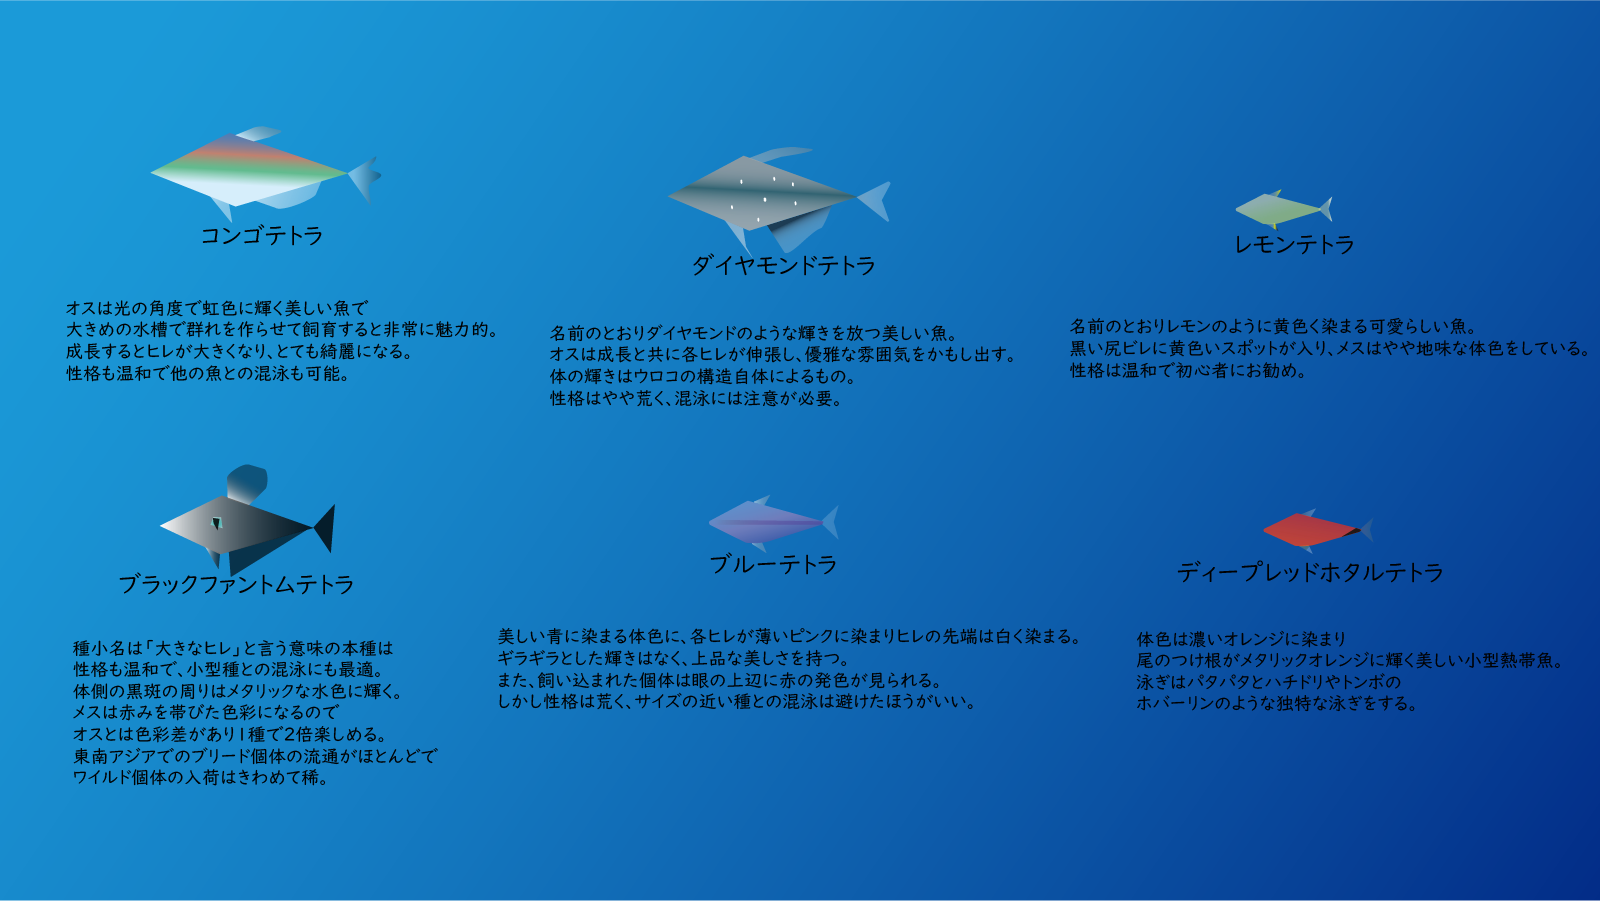 コンゴテトラ
オスは光の角度で虹色に輝く美しい魚で
大きめの水槽で群れを作らせて飼育すると非常に魅力的。
成長するとヒレが大きくなり、とても綺麗になる。
性格も温和で他の魚との混泳も可能。
ダイヤモンドテトラ
名前のとおりダイヤモンドのような輝きを放つ美しい魚。
オスは成長と共に各ヒレが伸張し、優雅な雰囲気をかもし出す。
体の輝きはウロコの構造自体によるもの。
性格はやや荒く、混泳には注意が必要。
レモンテトラ
名前のとおりレモンのように黄色く染まる可愛らしい魚。
黒い尻ビレに黄色いスポットが入り、メスはやや地味な体色をしている。
性格は温和で初心者にお勧め。
ブラックファントムテトラ
種小名は「大きなヒレ」と言う意味の本種は
性格も温和で、小型種との混泳にも最適。
体側の黒斑の周りはメタリックな水色に輝く。
メスは赤みを帯びた色彩になるので
オスとは色彩差があり1種で2倍楽しめる。
東南アジアでのブリード個体の流通がほとんどで
ワイルド個体の入荷はきわめて稀。
ブルーテトラ
美しい青に染まる体色に、各ヒレが薄いピンクに染まりヒレの先端は白く染まる。
ギラギラとした輝きはなく、上品な美しさを持つ。
また、飼い込まれた個体は眼の上辺に赤の発色が見られる。
しかし性格は荒く、サイズの近い種との混泳は避けたほうがいい。
ディープレッドホタルテトラ
体色は濃いオレンジに染まり
尾のつけ根がメタリックオレンジに輝く美しい小型熱帯魚。
泳ぎはパタパタとハチドリやトンボの
ホバーリンのような独特な泳ぎをする。